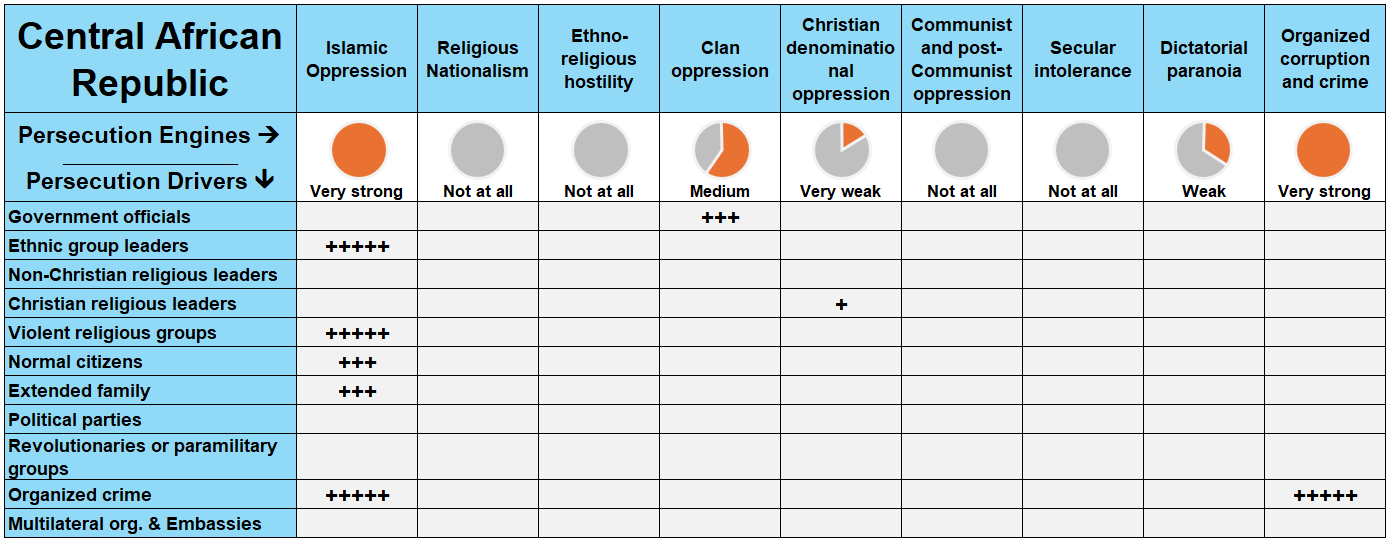 Central African
Republic
Islamic
Oppression
Religious
Nationalism
Ethno-
religious
hostility
Clan
oppression
Christian
denominatio
nal
oppression
Communist
and post-
Communist
oppression
Secular
intolerance
Dictatorial
paranoia
Organized
corruption
and crime
Persecution Engines →
Persecution Drivers ↓
Very strong
Not at all
Not at all
Medium
Very weak
Not at all
Not at all
Weak
Very strong
Government officials +++
Ethnic group leaders +++++
Non-Christian religious leaders
Christian religious leaders +
Violent religious groups +++++
Normal citizens +++
Extended family +++
Political parties
Revolutionaries or paramilitary
groups
Organized crime +++++ +++++
Multilateral org. & Embassies